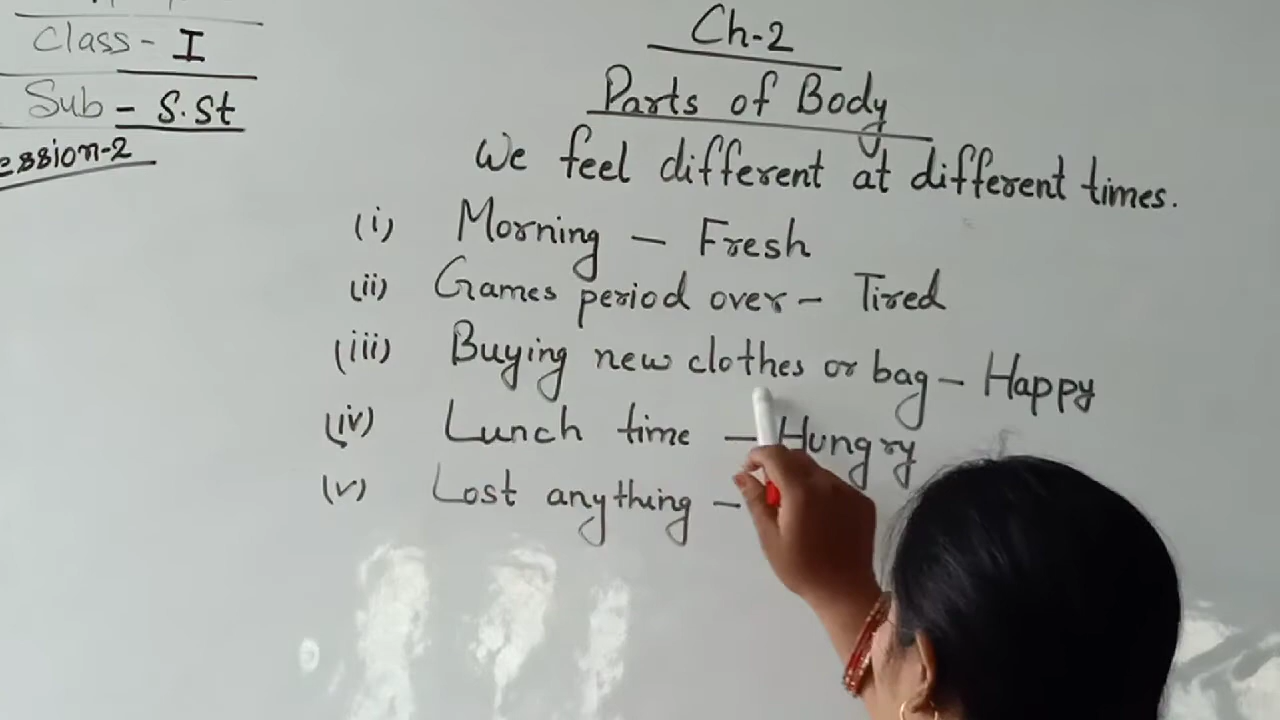 Class - I
Sub - S.St
ession-2
Ch-2
Parts of Body
We feel different at different times.
(i) Morning - Fresh
(ii) Games period over - Tired
(iii) Buying new clothes or bag - Happy
(iv) Lunch time - Hungry
(v) Lost anything -